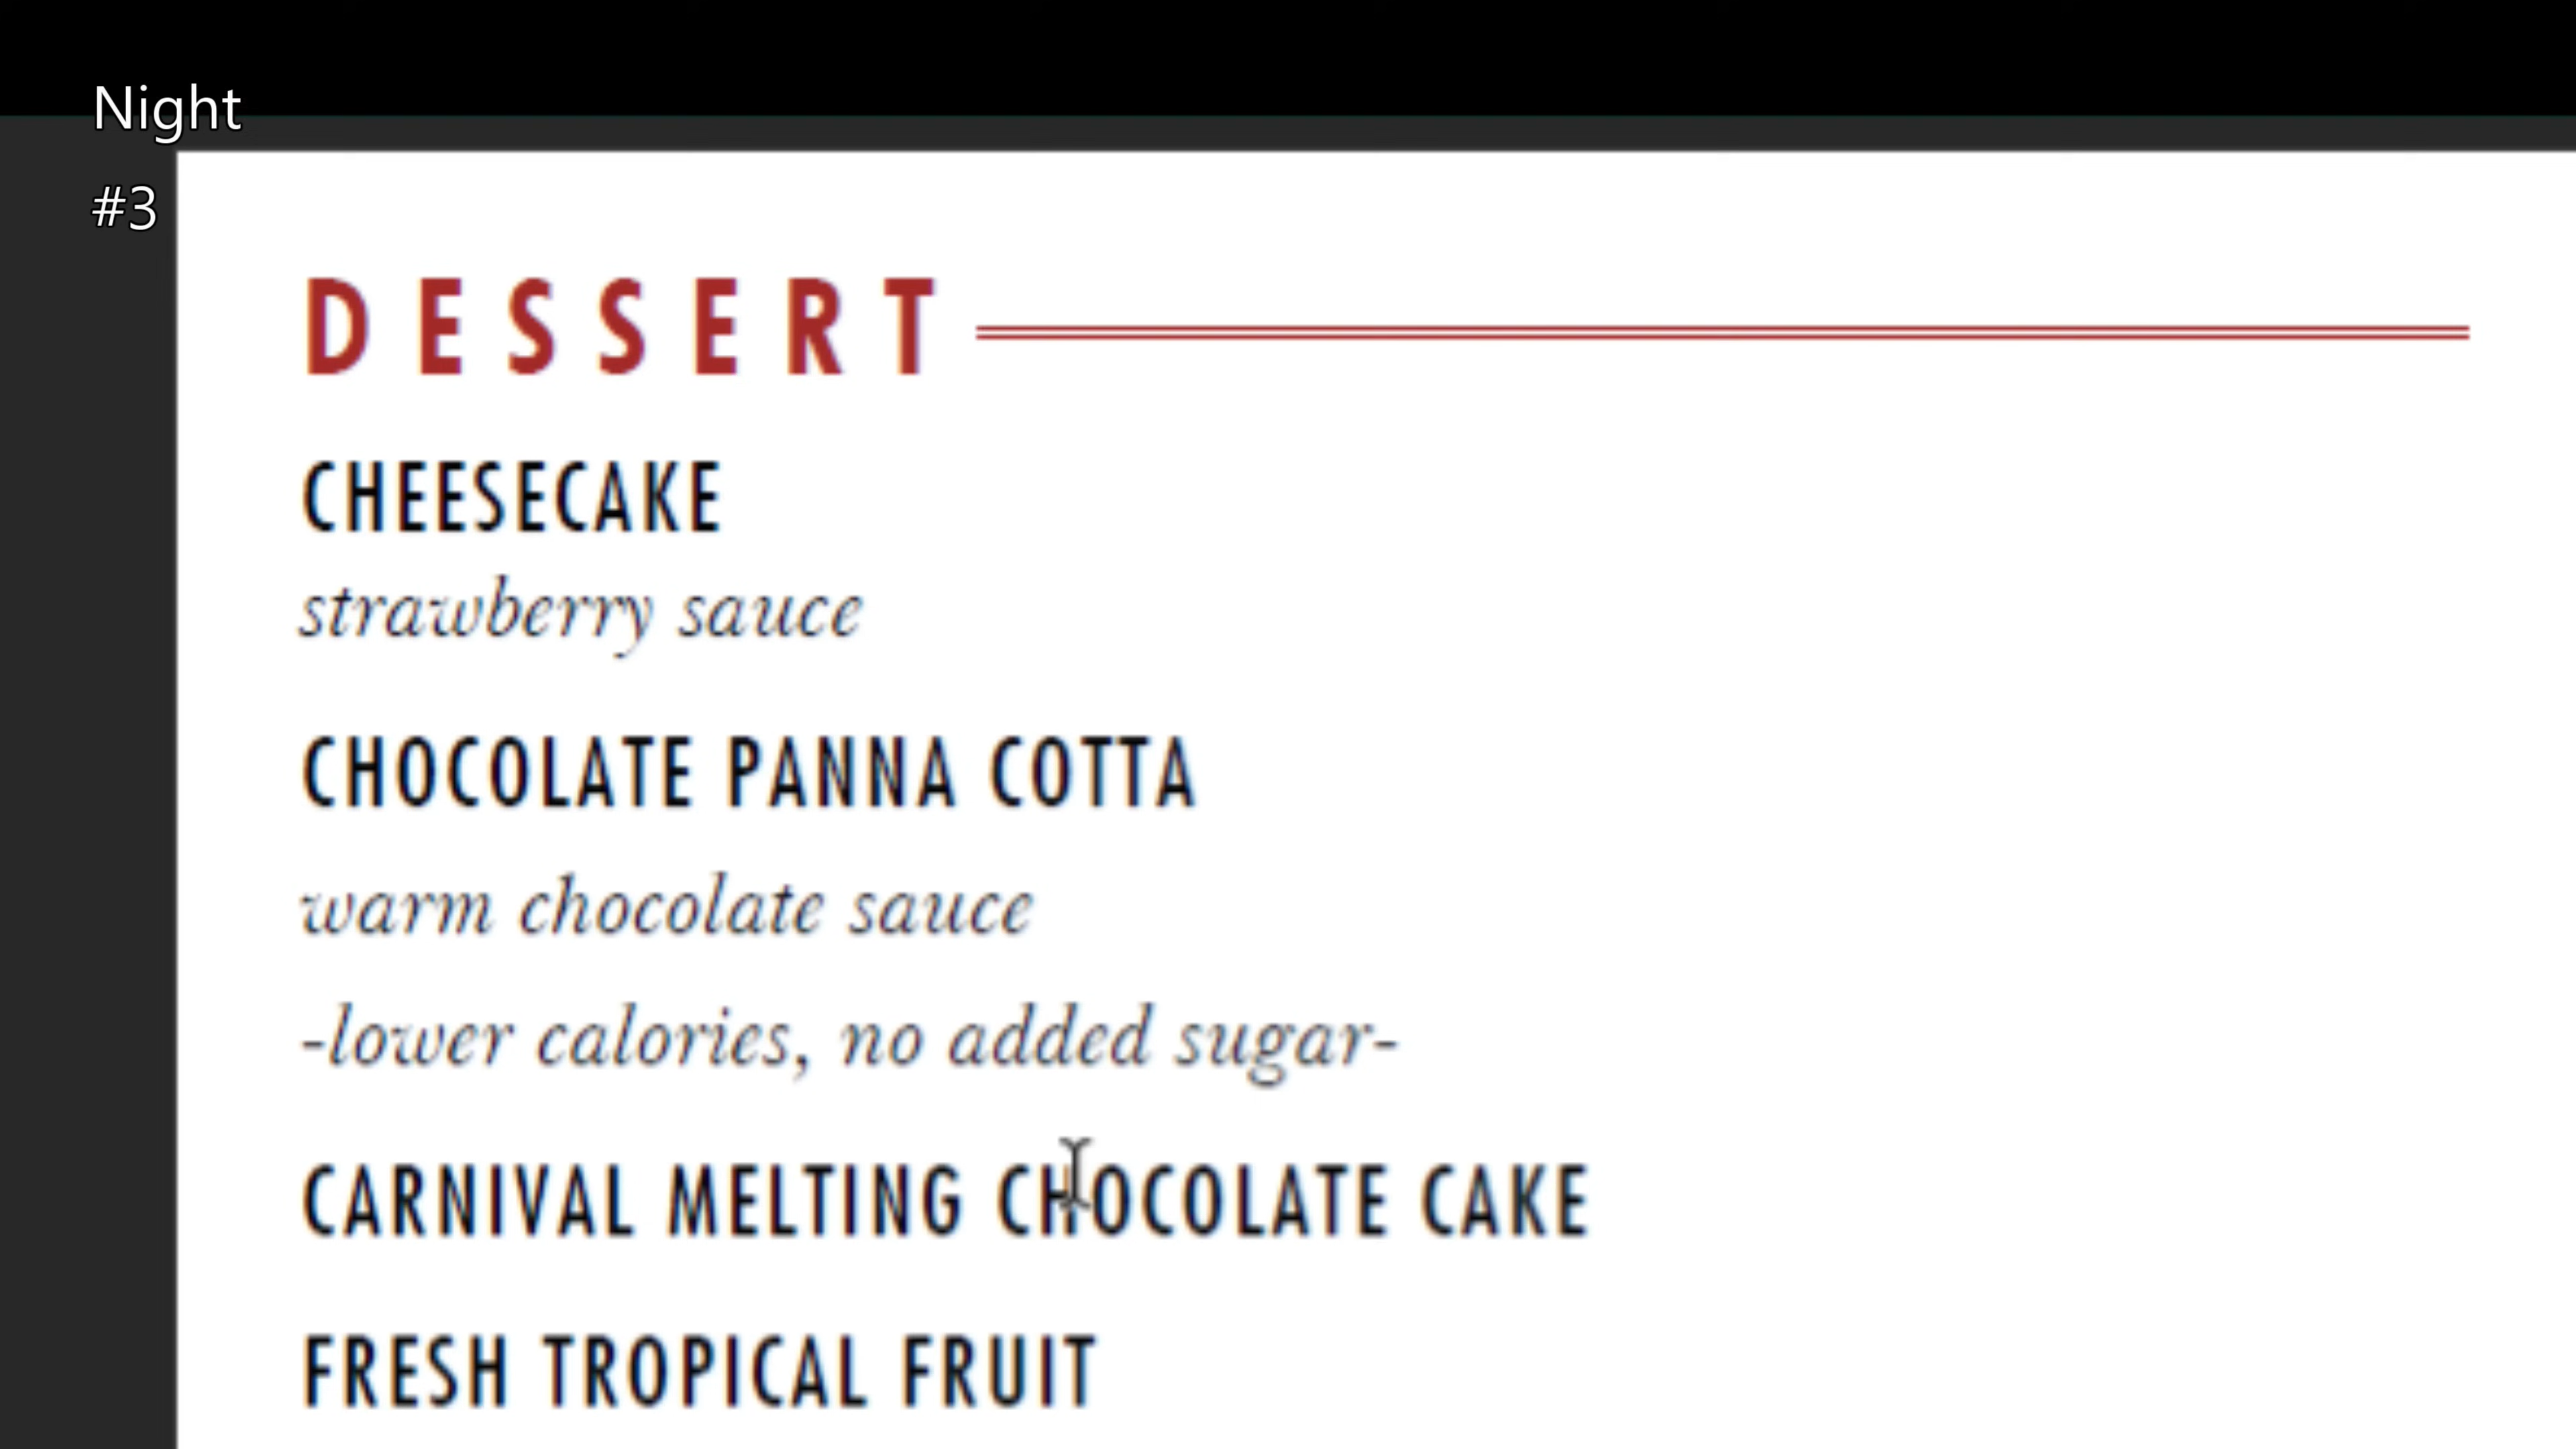 Night
#3
DESSERT
CHEESECAKE
strawberry sauce
CHOCOLATE PANNA COTTA
warm chocolate sauce
-lower calories, no added sugar-
CARNIVAL MELTING CHOCOLATE CAKE
FRESH TROPICAL FRUIT